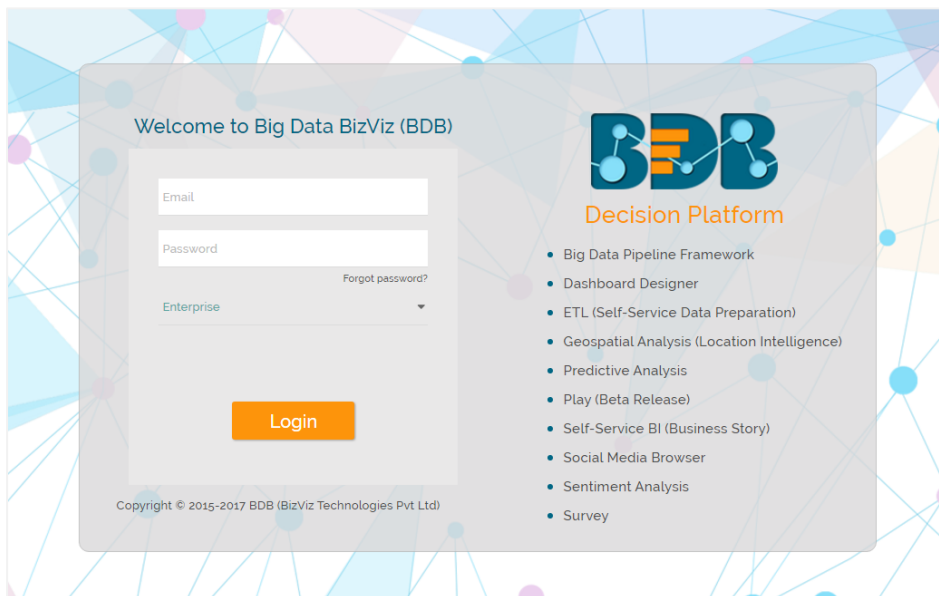 Welcome to Big Data BizViz (BDB)
Email
Password
Forgot password?
Enterprise
Login
Copyright © 2015-2017 BDB (BizViz Technologies Pvt Ltd)
BDB
Decision Platform
Big Data Pipeline Framework
Dashboard Designer
ETL (Self-Service Data Preparation)
Geospatial Analysis (Location Intelligence)
Predictive Analysis
Play (Beta Release)
Self-Service BI (Business Story)
Social Media Browser
Sentiment Analysis
Survey